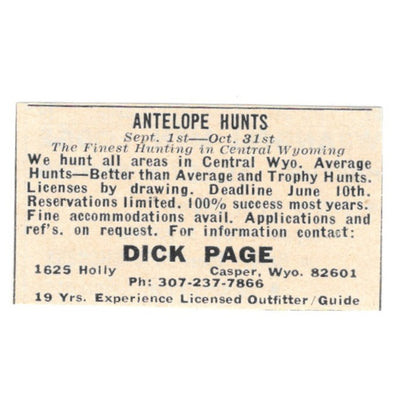 ANTELOPE HUNTS
Sept. 1st—Oct. 31st
The Finest Hunting in Central Wyoming
We hunt all areas in Central Wyo. Average
Hunts—Better than Average and Trophy Hunts.
Licenses by drawing. Deadline June 10th.
Reservations limited. 100% success most years.
Fine accommodations avail. Applications and
ref's. on request. For information contact:
DICK PAGE
1625 Holly Casper, Wyo. 82601
Ph: 307-237-7866
19 Yrs. Experience Licensed Outfitter/Guide